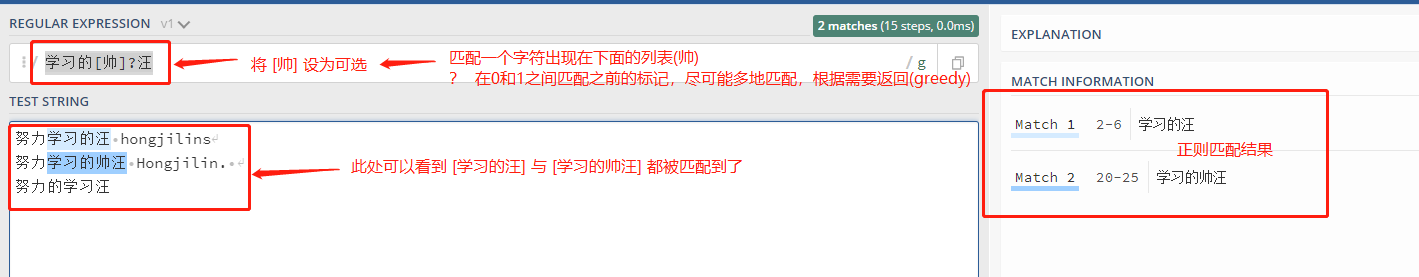 REGULAR EXPRESSION v1
2 matches (15 steps, 0.0ms)
/ 学习的[帅]?汪
/ g
将 [帅] 设为可选
匹配一个字符出现在下面的列表(帅)
? 在0和1之间匹配之前的标记，尽可能多地匹配，根据需要返回(greedy)
TEST STRING
努力学习的汪·hongjilins↵
努力学习的帅汪·Hongjilin.·↵
努力的学习汪
此处可以看到 [学习的汪] 与 [学习的帅汪] 都被匹配到了
EXPLANATION
MATCH INFORMATION
Match 1 2-6 学习的汪
正则匹配结果
Match 2 20-25 学习的帅汪